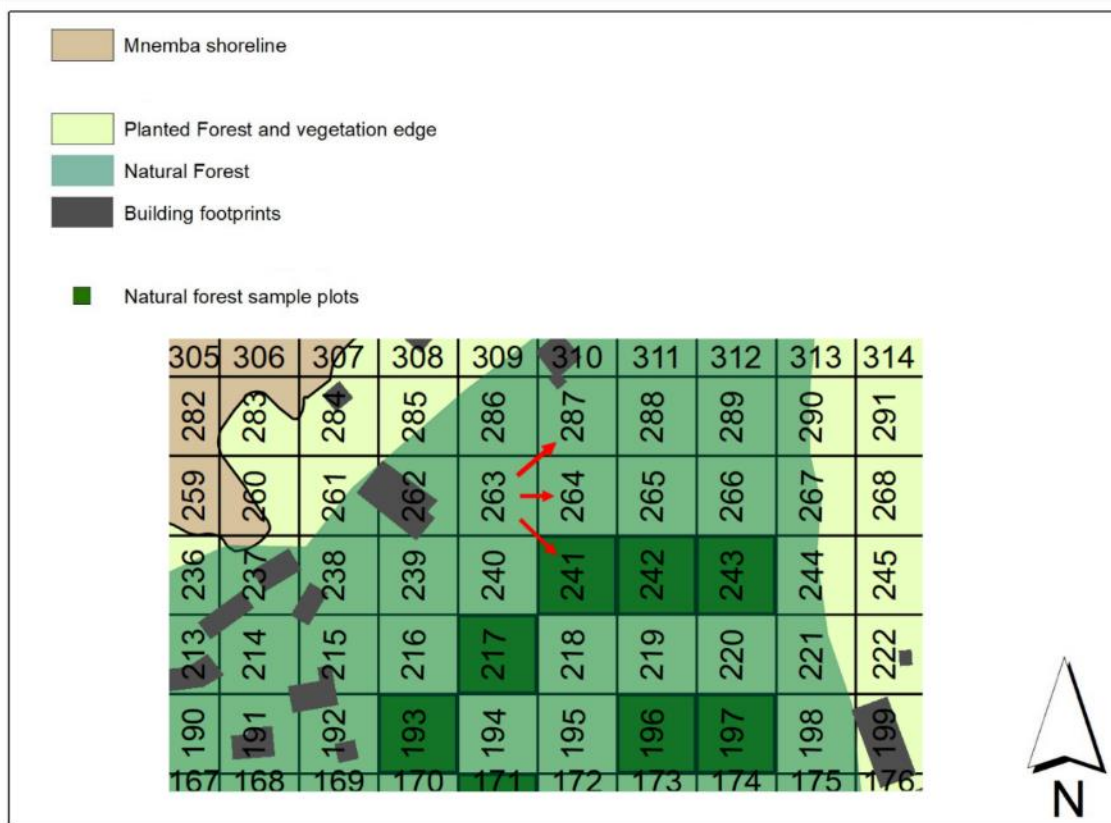 Mnemba shoreline
Planted Forest and vegetation edge
Natural Forest
Building footprints
Natural forest sample plots
305 306 307 308 309 310 311 312 313 314
282 283 284 285 286 287 288 289 290 291
259 260 261 262 263 264 265 266 267 268
236 237 238 239 240 241 242 243 244 245
213 214 215 216 217 218 219 220 221 222
190 191 192 193 194 195 196 197 198 199
167 168 169 170 171 172 173 174 175 176
N